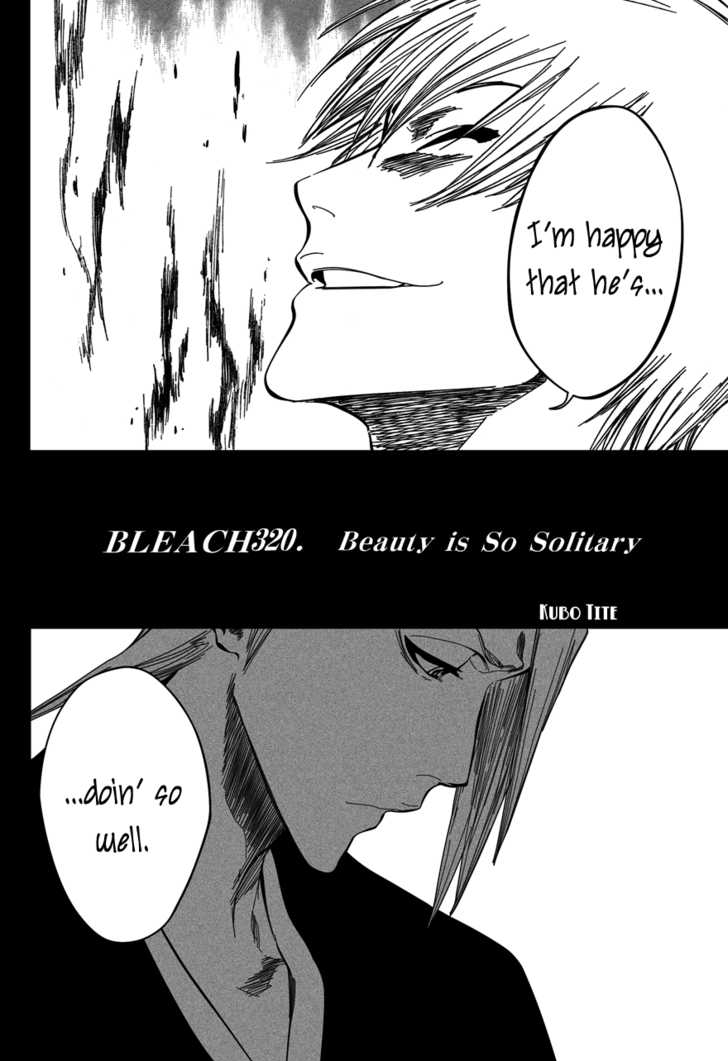 I'm happy
that he's...
BLEACH320. Beauty is So Solitary
KUBO TITE
...doin' so
well.